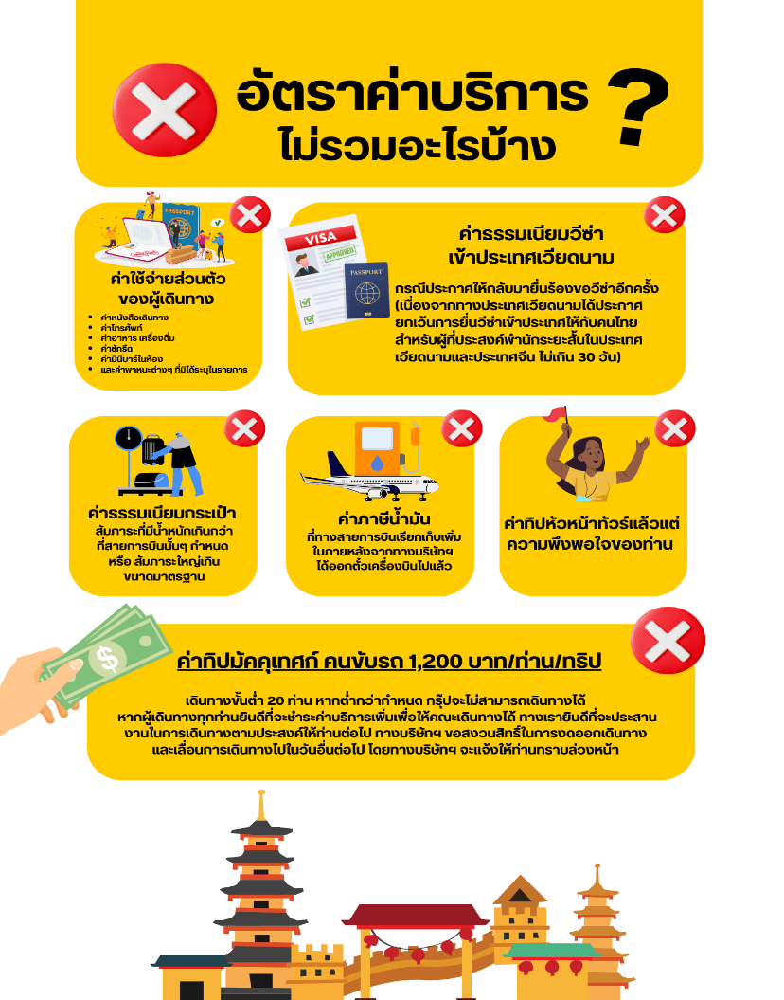 อัตราค่าบริการ
ไม่รวมอะไรบ้าง
?
PASSPORT
ค่าใช้จ่ายส่วนตัว
ของผู้เดินทาง
• ค่าหนังสือเดินทาง
• ค่าโทรศัพท์
• ค่าอาหาร เครื่องดื่ม
• ค่าซักรีด
• ค่ามินิบาร์ในห้อง
• และค่าพาหนะต่างๆ ที่มิได้ระบุในรายการ
VISA
APPROVED
PASSPORT
ค่าธรรมเนียมวีซ่า
เข้าประเทศเวียดนาม
กรณีประกาศให้กลับมายื่นร้องขอวีซ่าอีกครั้ง
(เนื่องจากทางประเทศเวียดนามได้ประกาศ
ยกเว้นการยื่นวีซ่าเข้าประเทศให้กับคนไทย
สำหรับผู้ที่ประสงค์พำนักระยะสั้นในประเทศ
เวียดนามและประเทศจีน ไม่เกิน 30 วัน)
ค่าธรรมเนียมกระเป๋า
สัมภาระที่มีน้ำหนักเกินกว่า
ที่สายการบินนั้นๆ กำหนด
หรือ สัมภาระใหญ่เกิน
ขนาดมาตรฐาน
ค่าภาษีน้ำมัน
ที่ทางสายการบินเรียกเก็บเพิ่ม
ในภายหลังจากทางบริษัทฯ
ได้ออกตั๋วเครื่องบินไปแล้ว
ค่าทิปหัวหน้าทัวร์แล้วแต่
ความพึงพอใจของท่าน
$
ค่าทิปมัคคุเทศก์ คนขับรถ 1,200 บาท/ท่าน/ทริป
เดินทางขั้นต่ำ 20 ท่าน หากต่ำกว่ากำหนด กรุ๊ปจะไม่สามารถเดินทางได้
หากผู้เดินทางทุกท่านยินดีที่จะชำระค่าบริการเพิ่มเพื่อให้คณะเดินทางได้ ทางเรายินดีที่จะประสาน
งานในการเดินทางตามประสงค์ให้ท่านต่อไป ทางบริษัทฯ ขอสงวนสิทธิ์ในการงดออกเดินทาง
และเลื่อนการเดินทางไปในวันอื่นต่อไป โดยทางบริษัทฯ จะแจ้งให้ท่านทราบล่วงหน้า